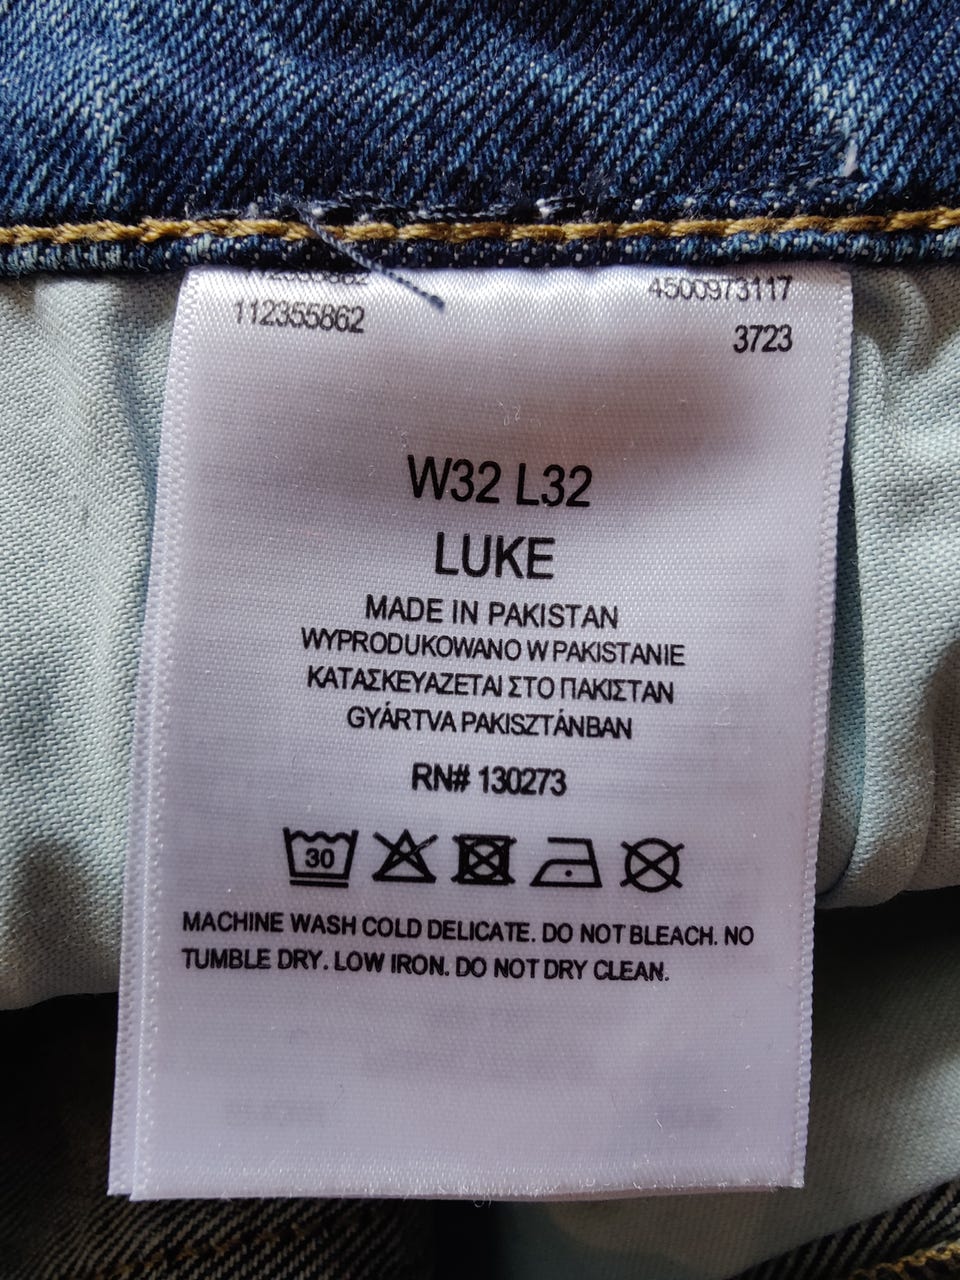 112355862
4500973117
3723
W32 L32
LUKE
MADE IN PAKISTAN
WYPRODUKOWANO W PAKISTANIE
ΚΑΤΑΣΚΕΥΑΖΕΤΑΙ ΣΤΟ ΠΑΚΙΣΤΑΝ
GYÁRTVA PAKISZTÁNBAN
RN# 130273
30
MACHINE WASH COLD DELICATE. DO NOT BLEACH. NO
TUMBLE DRY. LOW IRON. DO NOT DRY CLEAN.